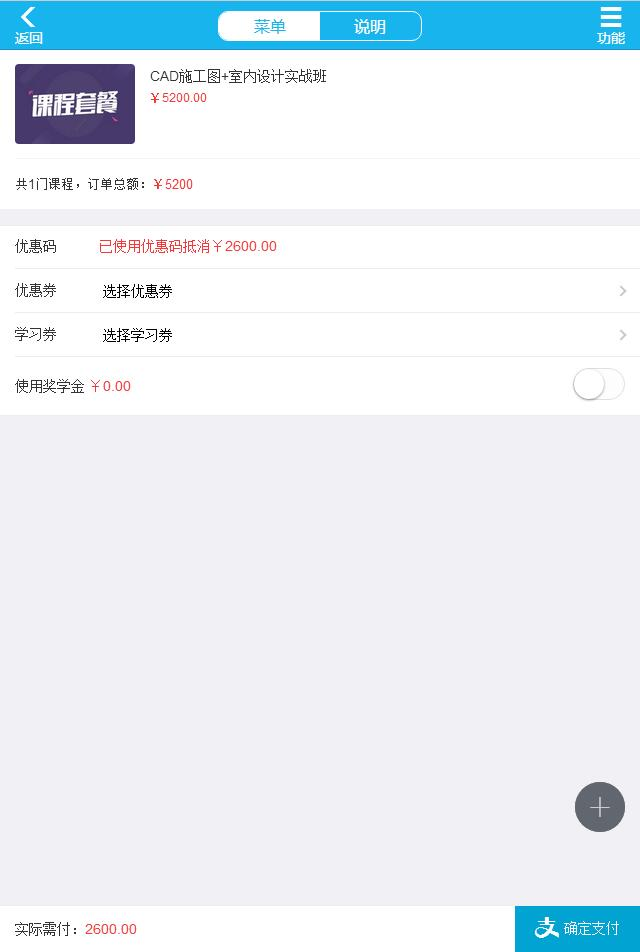 返回
菜单
说明
功能
课程套餐
CAD施工图+室内设计实战班
￥5200.00
共1门课程，订单总额：￥5200
优惠码 已使用优惠码抵消￥2600.00
优惠券 选择优惠券
学习券 选择学习券
使用奖学金 ￥0.00
实际需付：2600.00
支 确定支付